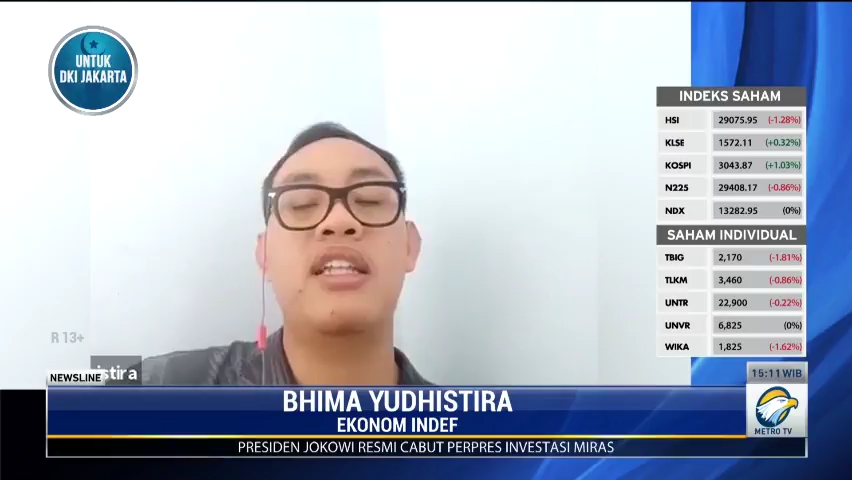 UNTUK
DKI JAKARTA
INDEKS SAHAM
HSI 29075.95 (-1.28%)
KLSE 1572.11 (+0.32%)
KOSPI 3043.87 (+1.03%)
N225 29408.17 (-0.86%)
NDX 13282.95 (0%)
SAHAM INDIVIDUAL
TBIG 2,170 (-1.81%)
TLKM 3,460 (-0.86%)
UNTR 22,900 (-0.22%)
UNVR 6,825 (0%)
WIKA 1,825 (-1.62%)
R 13+
istira
NEWSLINE
15:11 WIB
BHIMA YUDHISTIRA
EKONOM INDEF
METRO TV
PRESIDEN JOKOWI RESMI CABUT PERPRES INVESTASI MIRAS